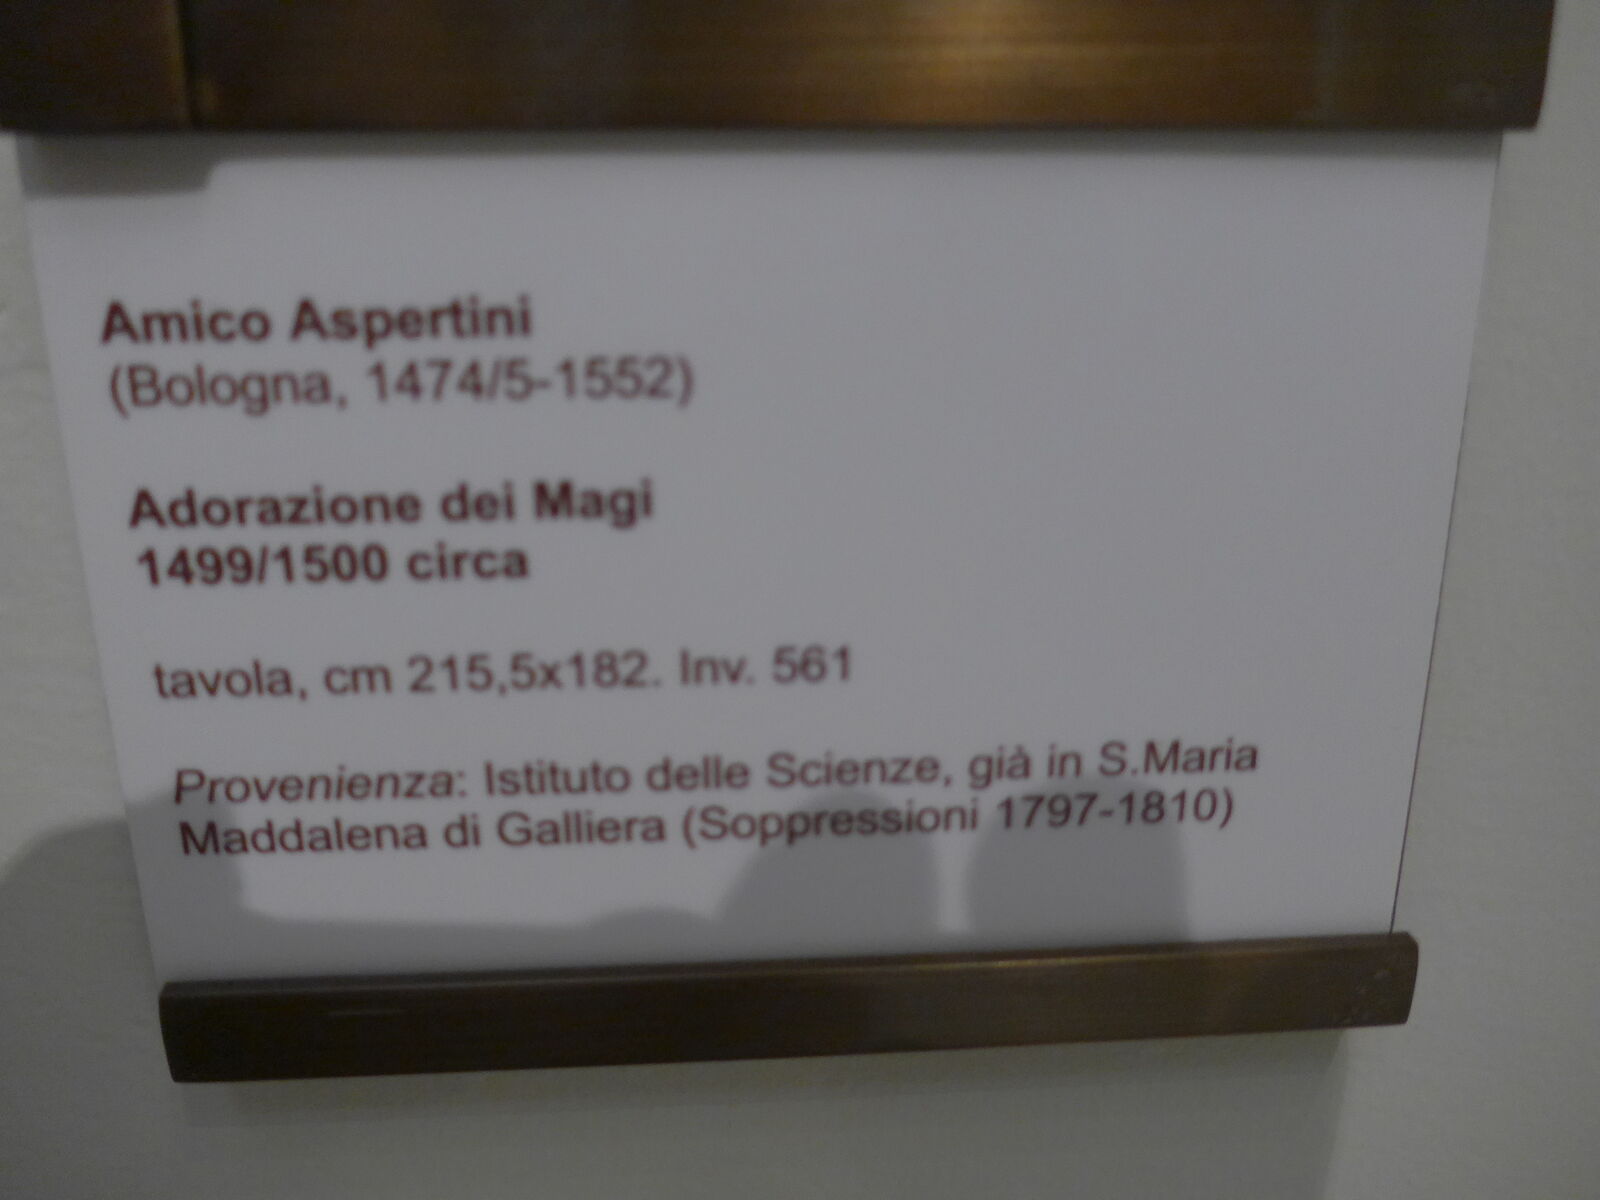 Amico Aspertini
(Bologna, 1474/5-1552)
Adorazione dei Magi
1499/1500 circa
tavola, cm 215,5x182. Inv. 561
Provenienza: Istituto delle Scienze, già in S.Maria
Maddalena di Galliera (Soppressioni 1797-1810)